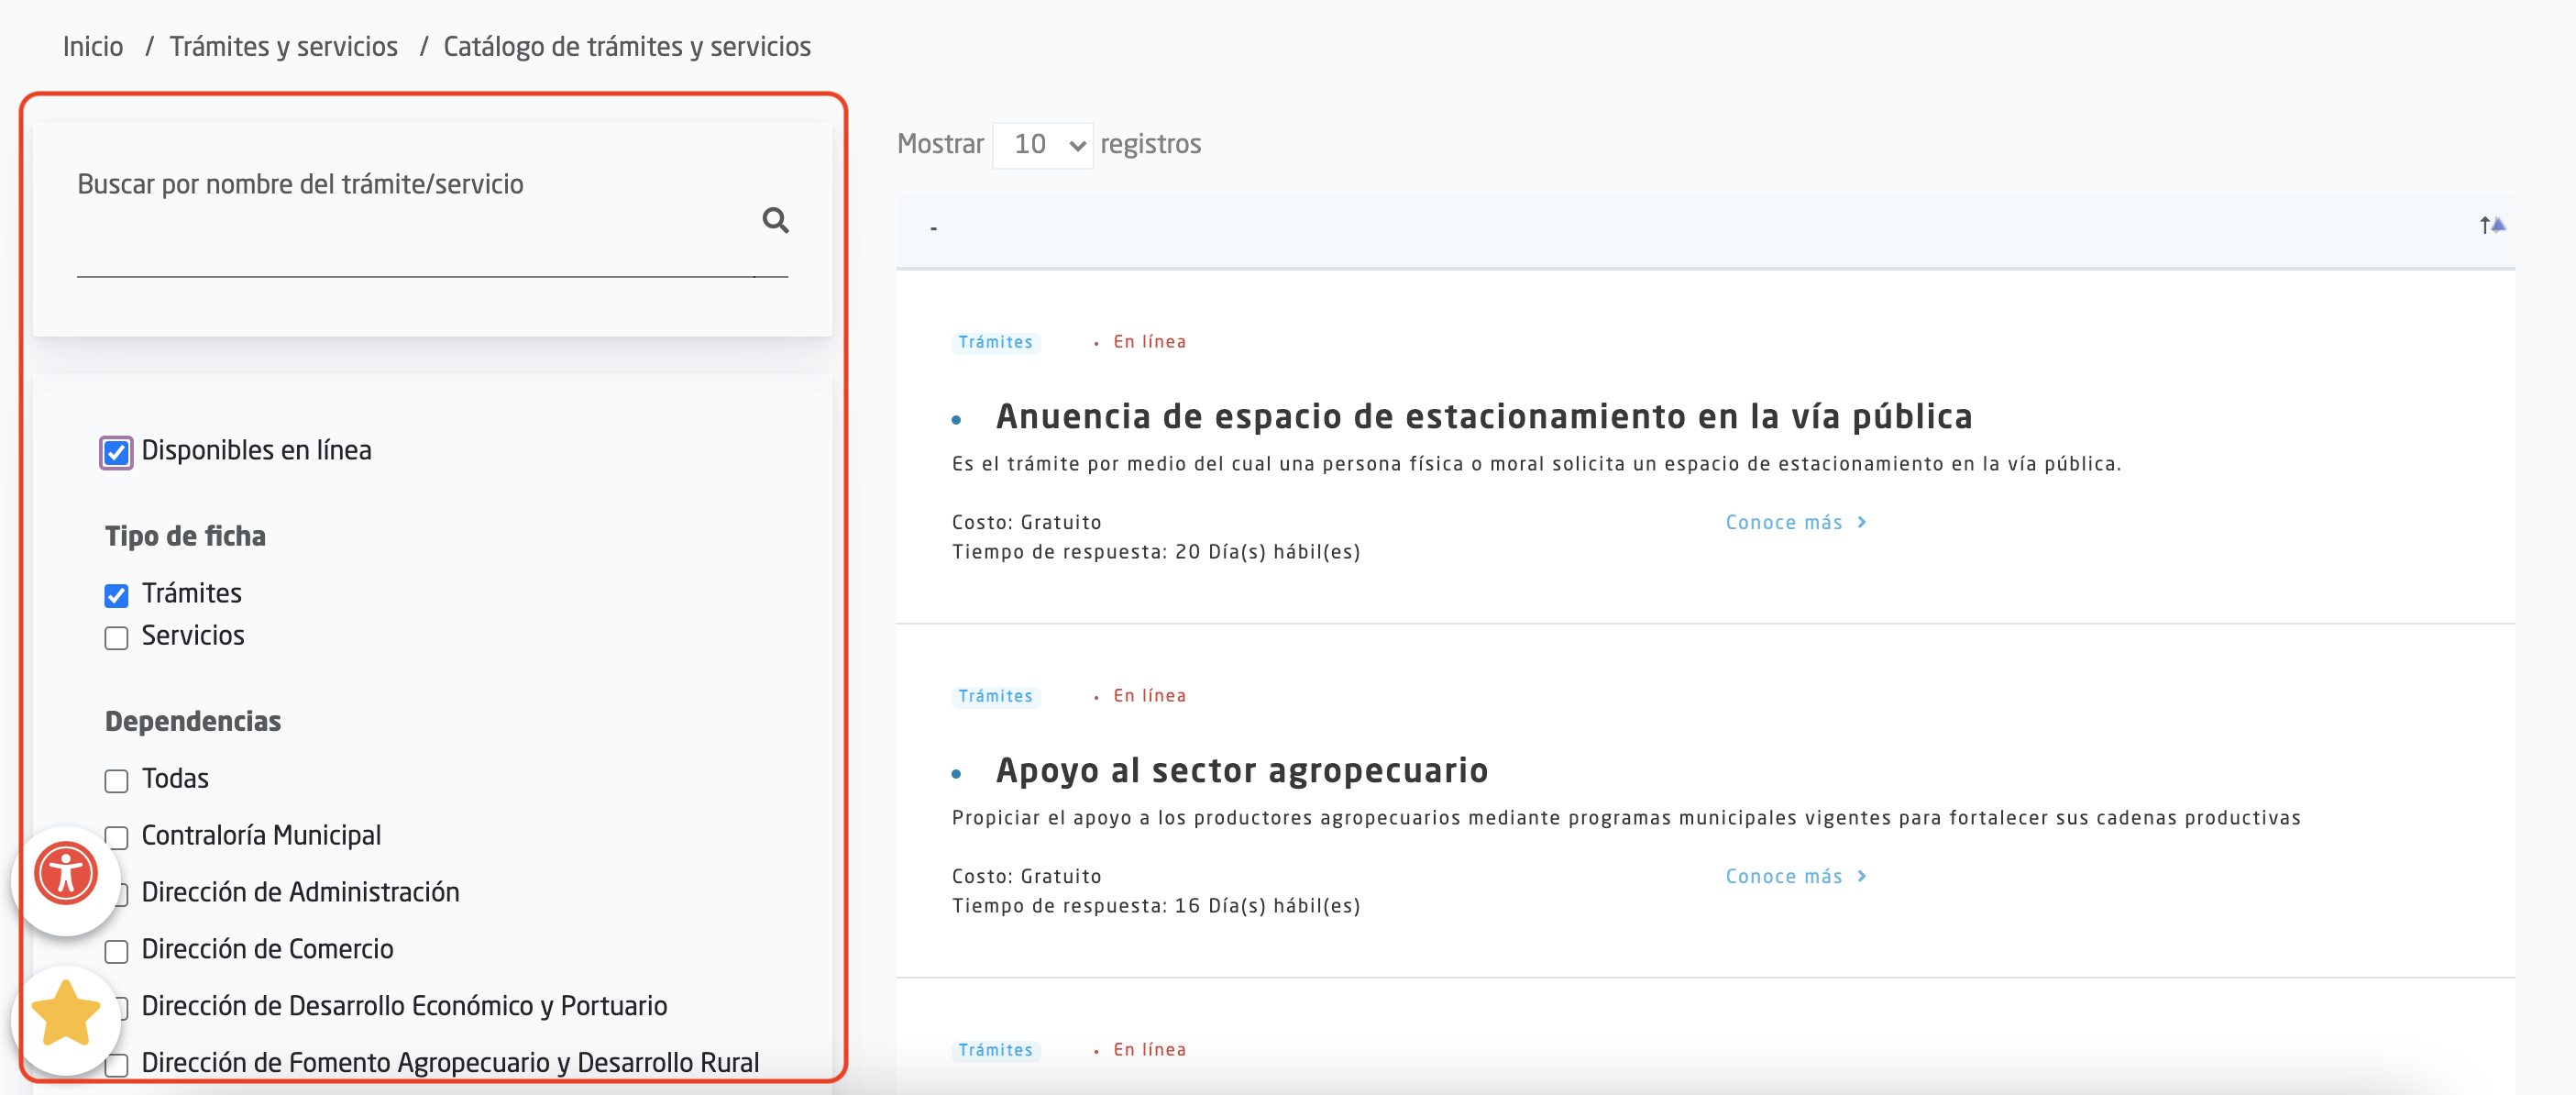 Inicio / Trámites y servicios / Catálogo de trámites y servicios
Buscar por nombre del trámite/servicio
Disponibles en línea
Tipo de ficha
Trámites
Servicios
Dependencias
Todas
Contraloría Municipal
Dirección de Administración
Dirección de Comercio
Dirección de Desarrollo Económico y Portuario
Dirección de Fomento Agropecuario y Desarrollo Rural
Mostrar 10 registros
-
Trámites • En línea
• Anuencia de espacio de estacionamiento en la vía pública
Es el trámite por medio del cual una persona física o moral solicita un espacio de estacionamiento en la vía pública.
Costo: Gratuito Conoce más
Tiempo de respuesta: 20 Día(s) hábil(es)
Trámites • En línea
• Apoyo al sector agropecuario
Propiciar el apoyo a los productores agropecuarios mediante programas municipales vigentes para fortalecer sus cadenas productivas
Costo: Gratuito Conoce más
Tiempo de respuesta: 16 Día(s) hábil(es)
Trámites • En línea